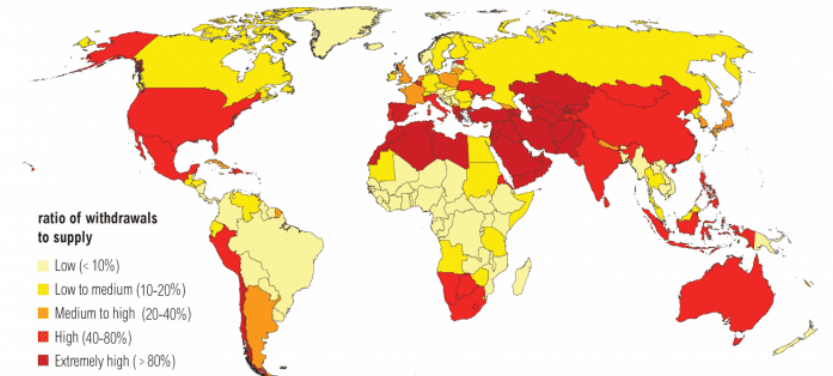 ratio of withdrawals
to supply
Low (< 10%)
Low to medium (10-20%)
Medium to high (20-40%)
High (40-80%)
Extremely high (> 80%)